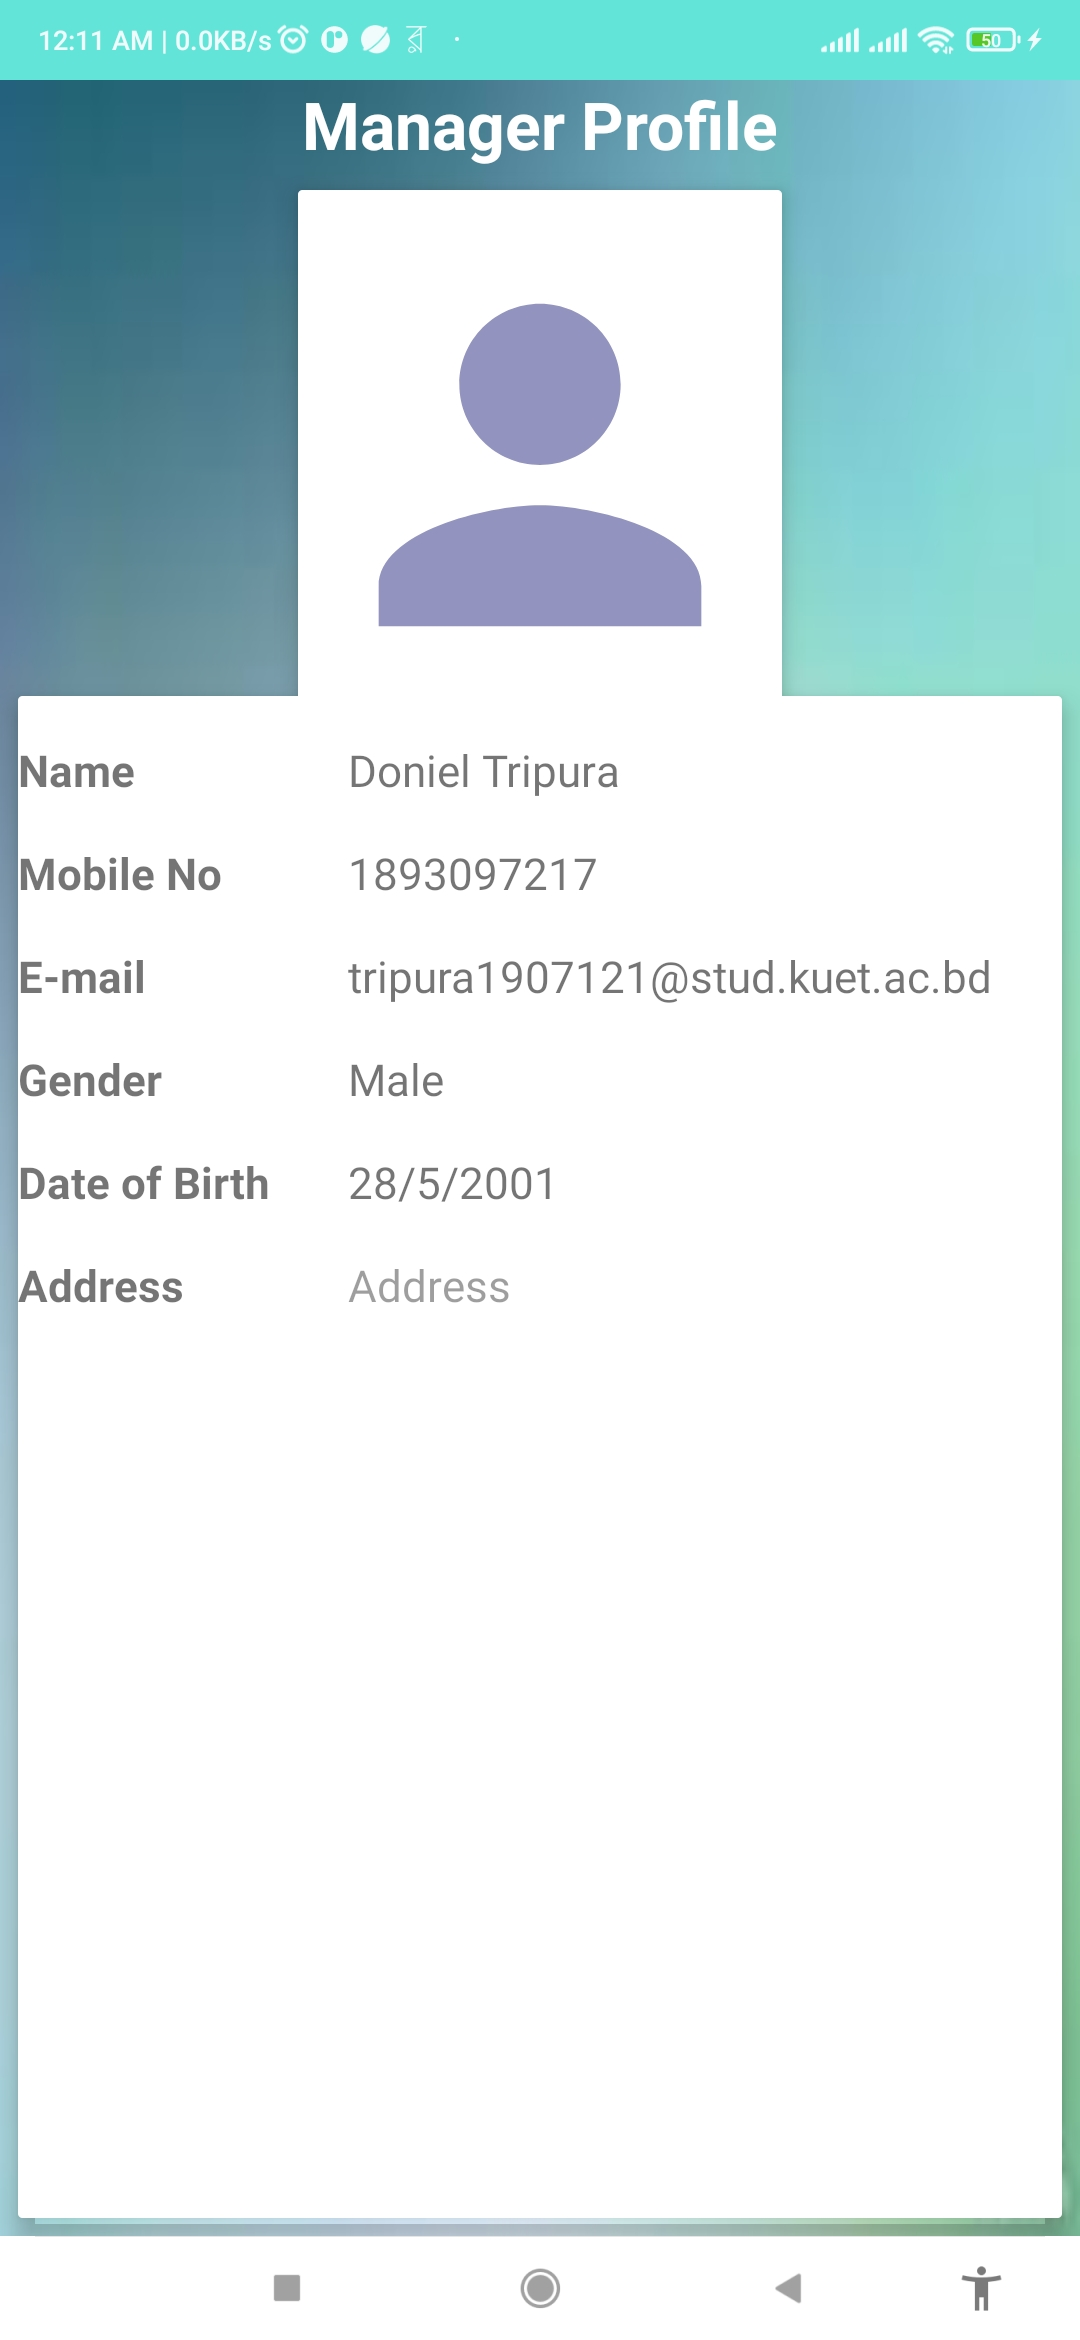 12:11 AM | 0.0KB/s
50
Manager Profile
Name Doniel Tripura
Mobile No 1893097217
E-mail tripura1907121@stud.kuet.ac.bd
Gender Male
Date of Birth 28/5/2001
Address Address